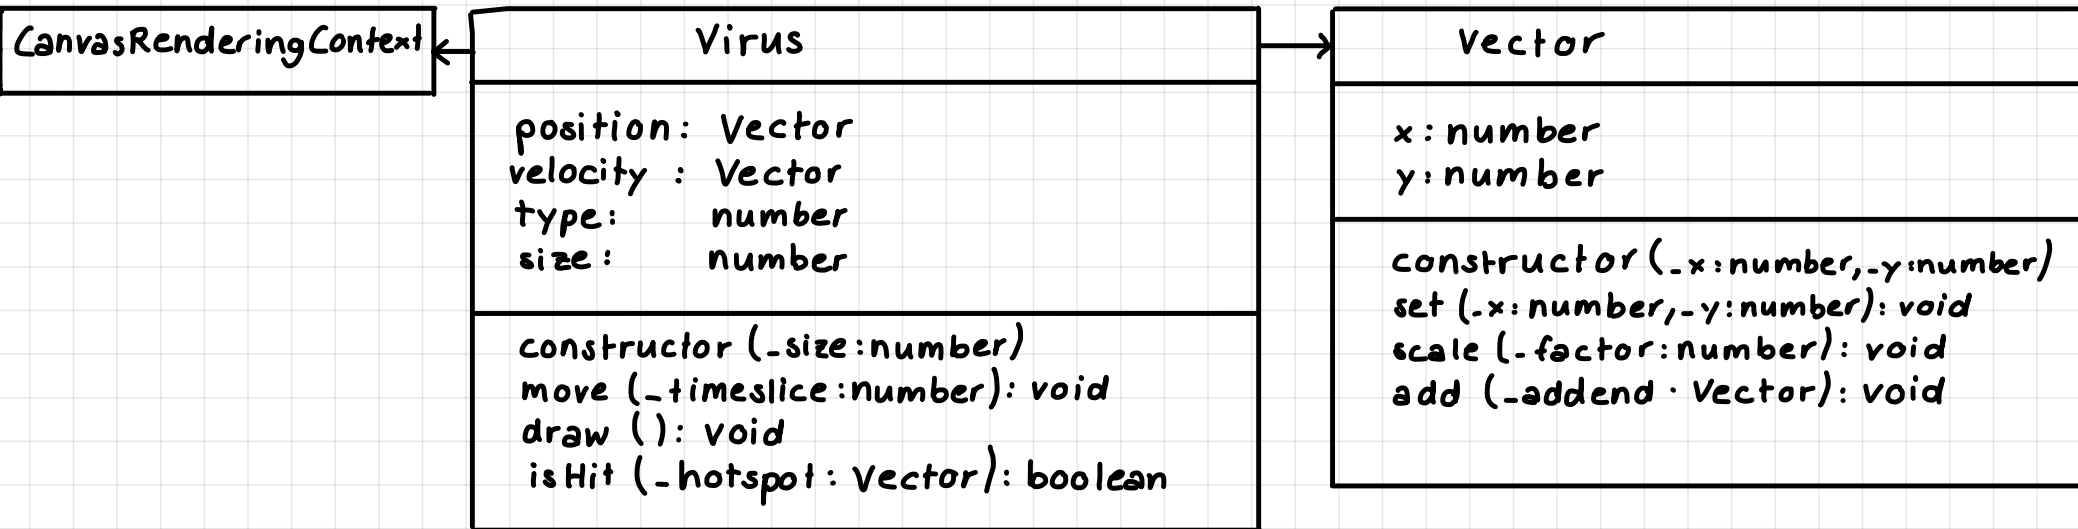 CanvasRenderingContext
Virus
position: Vector
velocity : Vector
type: number
size: number
constructor (_size:number)
move (_timeslice:number): void
draw (): void
isHit (_hotspot: Vector): boolean
Vector
x: number
y: number
constructor (_x:number,_y:number)
set (_x:number,_y:number): void
scale (_factor:number): void
add (_addend · Vector): void